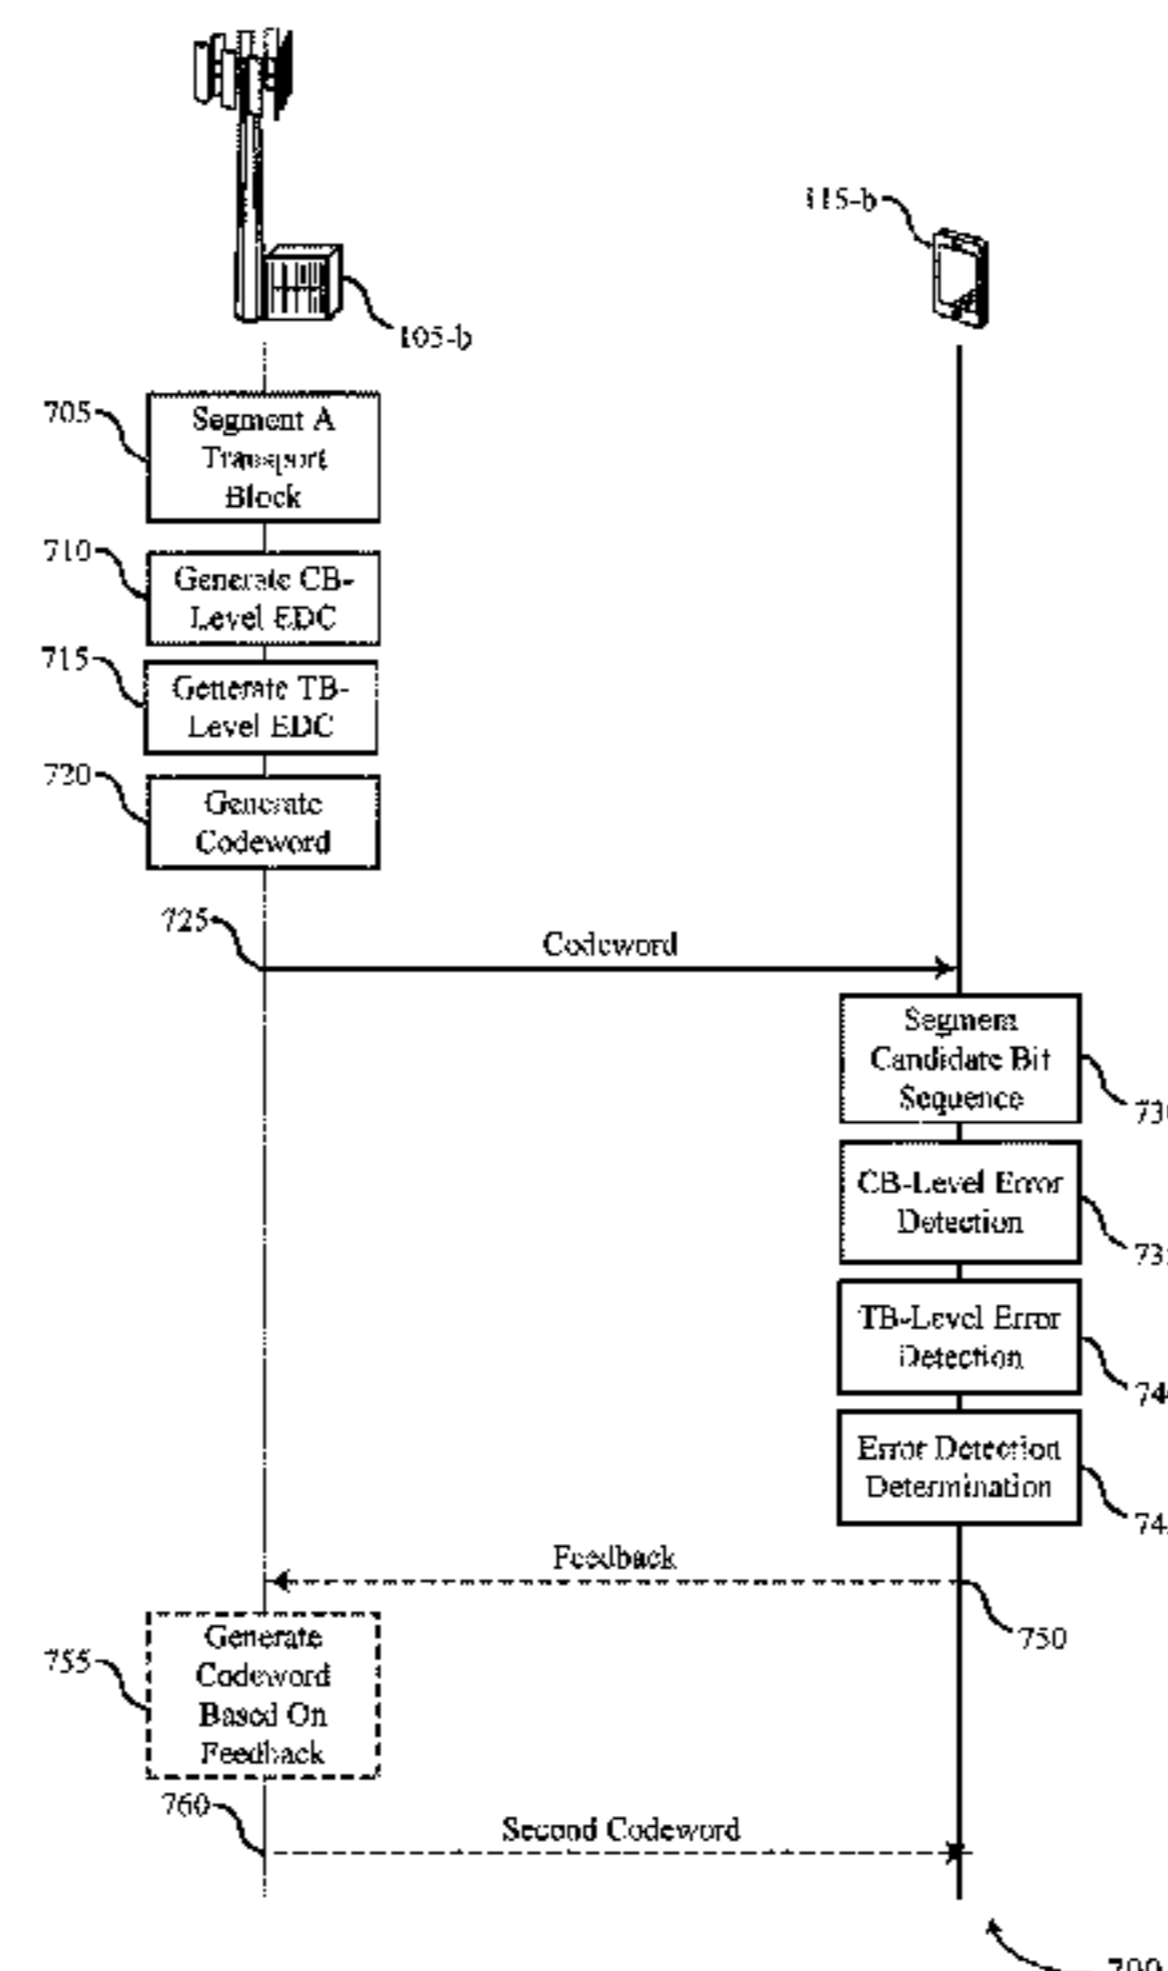 115-b
105-b
705
Segment A
Transport
Block
710
Generate CB-
Level EDC
715
Generate TB-
Level EDC
720
Generate
Codeword
725
Codeword
Segment
Candidate Bit
Sequence
CB-Level Error
Detection
TB-Level Error
Detection
Error Detection
Determination
Feedback
750
755
Generate
Codeword
Based On
Feedback
760
Second Codeword